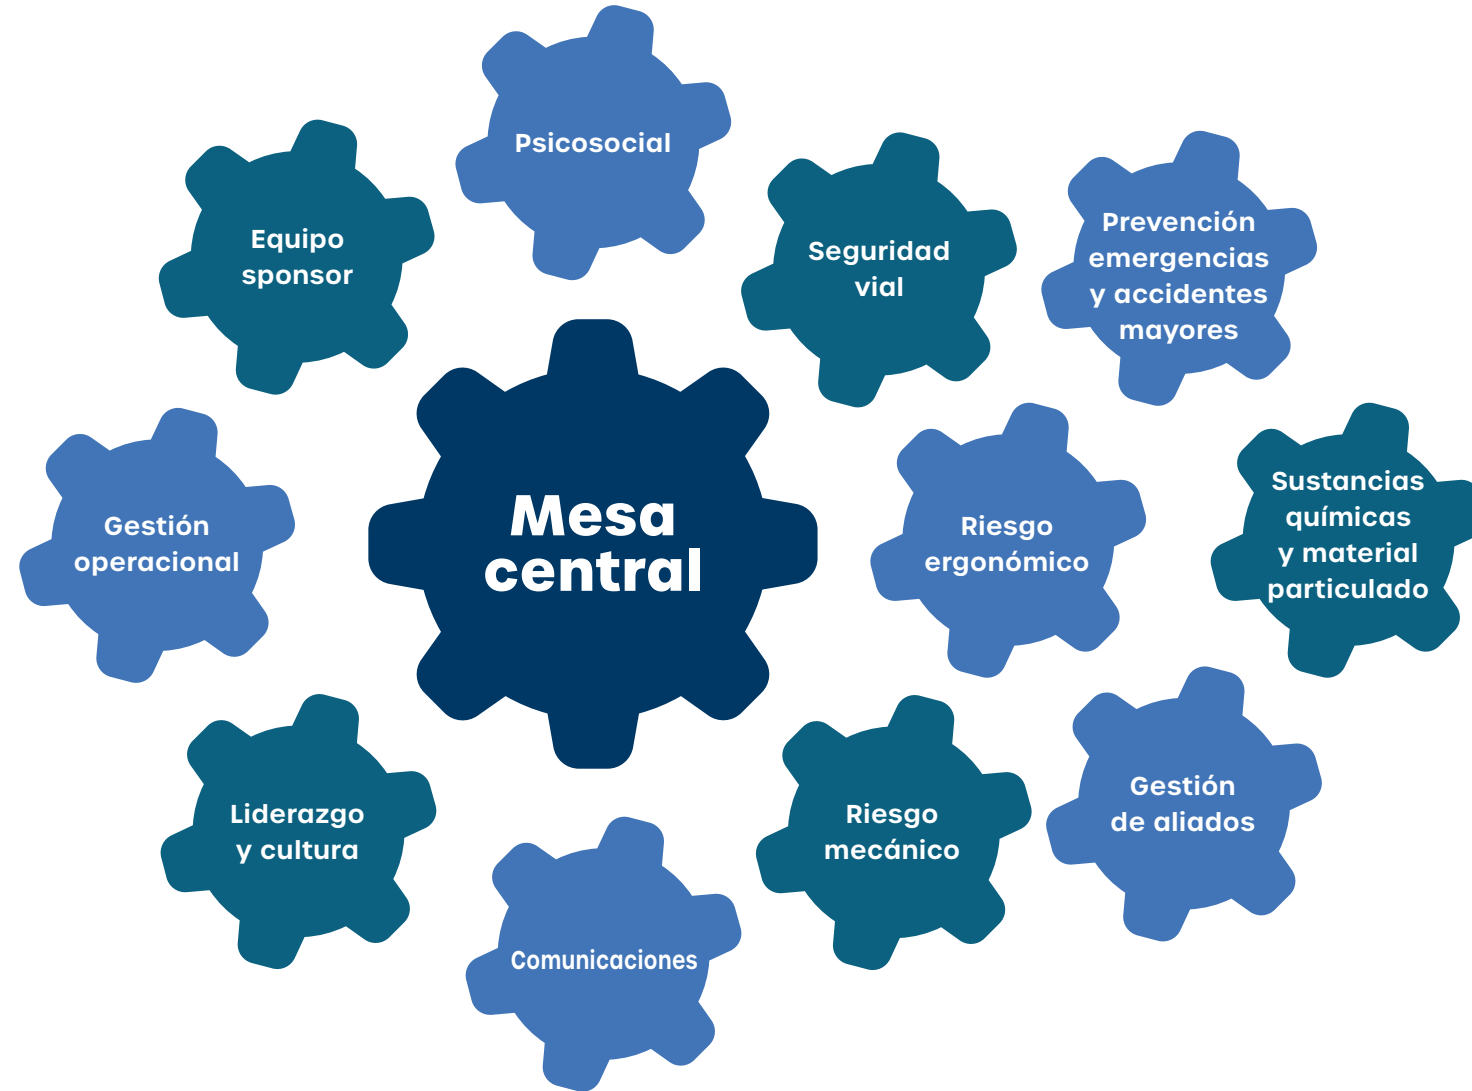 Psicosocial
Equipo
sponsor
Seguridad
vial
Prevención
emergencias
y accidentes
mayores
Gestión
operacional
Mesa
central
Riesgo
ergonómico
Sustancias
químicas
y material
particulado
Liderazgo
y cultura
Riesgo
mecánico
Gestión
de aliados
Comunicaciones